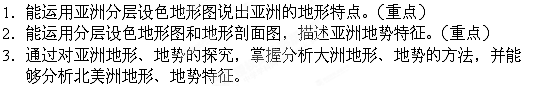 1. 能运用亚洲分层设色地形图说出亚洲的地形特点。（重点）
2. 能运用分层设色地形图和地形剖面图，描述亚洲地势特征。（重点）
3. 通过对亚洲地形、地势的探究，掌握分析大洲地形、地势的方法，并能
够分析北美洲地形、地势特征。